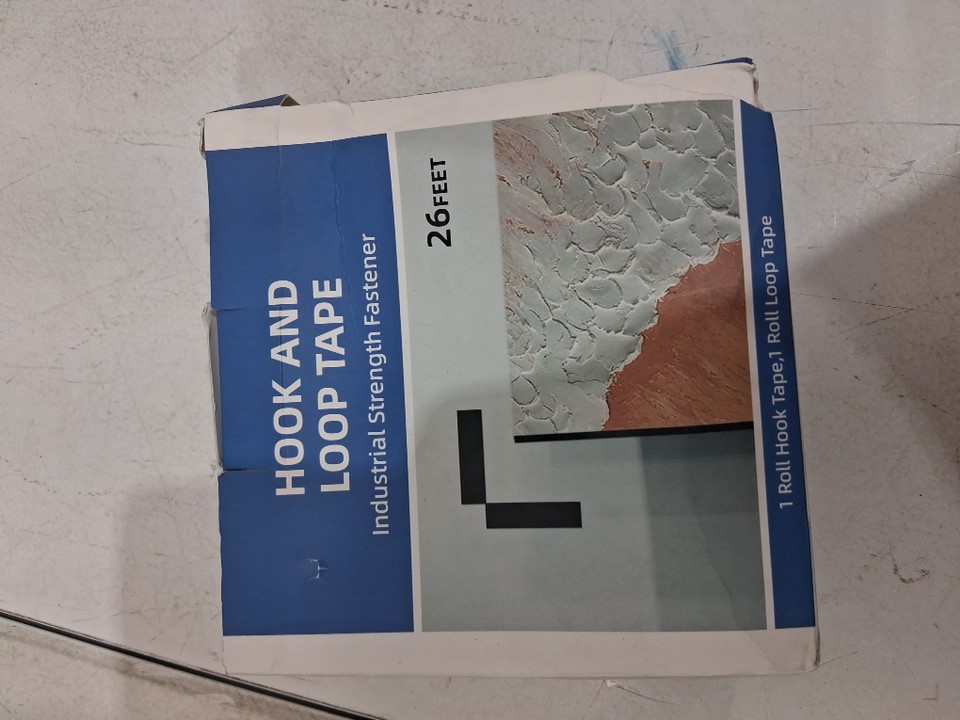 HOOK AND
LOOP TAPE
Industrial Strength Fastener
26FEET
1 Roll Hook Tape,1 Roll Loop Tape